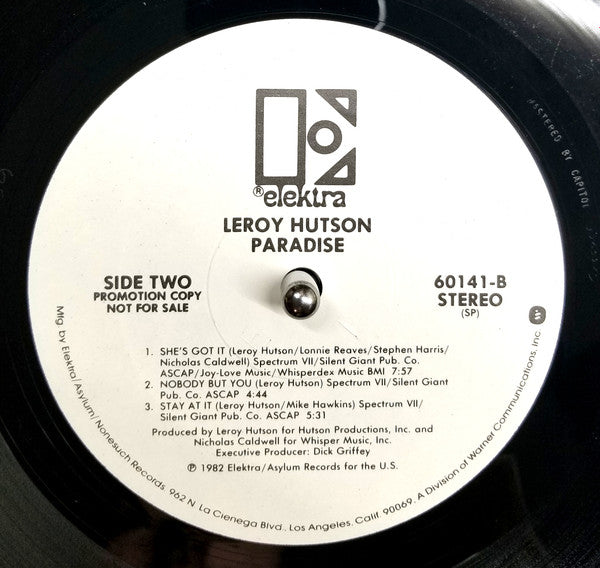 ® elektra
LEROY HUTSON
PARADISE
SIDE TWO
PROMOTION COPY
NOT FOR SALE
60141-B
STEREO
(SP)
1. SHE'S GOT IT (Leroy Hutson/Lonnie Reaves/Stephen Harris/
Nicholas Caldwell) Spectrum VII/Silent Giant Pub. Co.
ASCAP/Joy-Love Music/Whisperdex Music BMI 7:57
2. NOBODY BUT YOU (Leroy Hutson) Spectrum VII/Silent Giant
Pub. Co. ASCAP 4:44
3. STAY AT IT (Leroy Hutson/Mike Hawkins) Spectrum VII/
Silent Giant Pub. Co. ASCAP 5:31
Produced by Leroy Hutson for Hutson Productions, Inc. and
Nicholas Caldwell for Whisper Music, Inc.
Executive Producer: Dick Griffey
℗ 1982 Elektra/Asylum Records for the U.S.
Mfg by Elektra/Asylum/Nonesuch Records 962 N. La Cienega Blvd., Los Angeles, Calif. 90069. A Division of Warner Communications, Inc. W
MASTERED BY CAPITOL